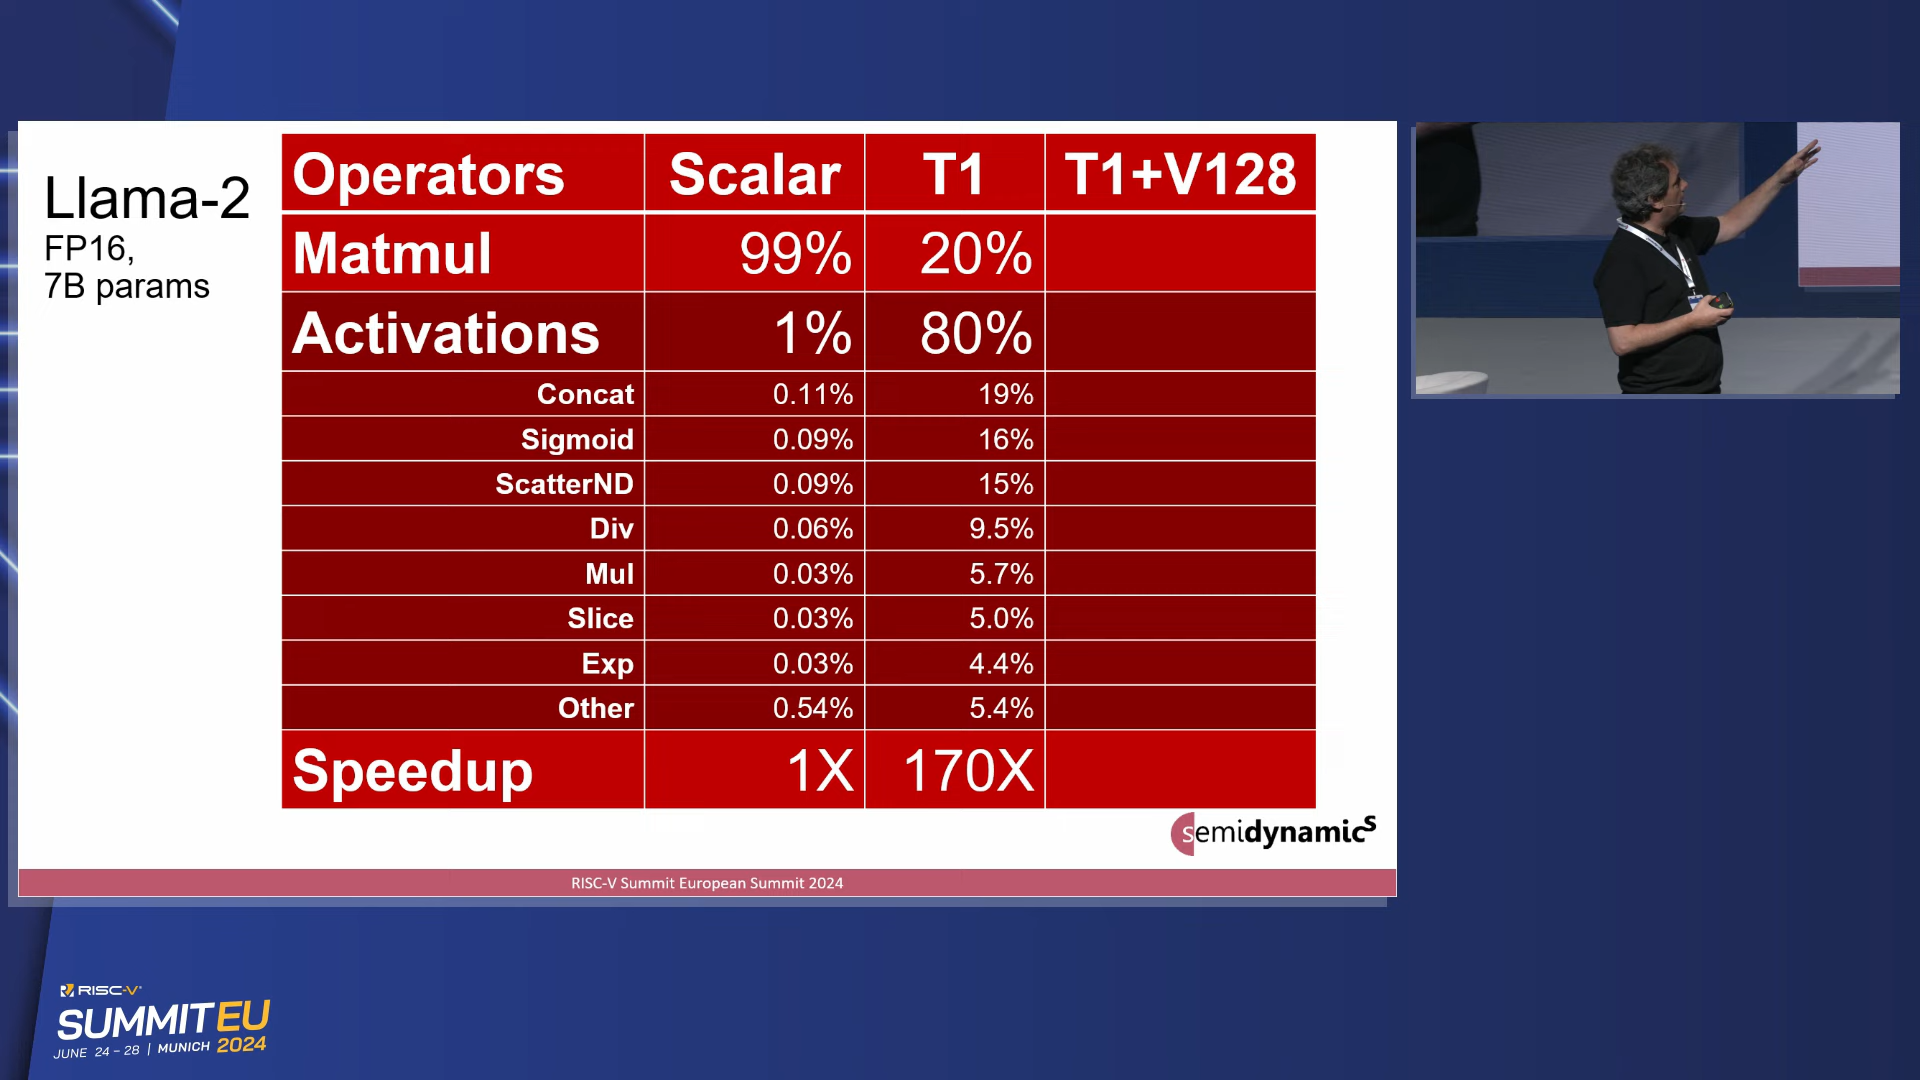 Llama-2
FP16,
7B params
Operators Scalar T1 T1+V128
Matmul 99% 20%
Activations 1% 80%
Concat 0.11% 19%
Sigmoid 0.09% 16%
ScatterND 0.09% 15%
Div 0.06% 9.5%
Mul 0.03% 5.7%
Slice 0.03% 5.0%
Exp 0.03% 4.4%
Other 0.54% 5.4%
Speedup 1X 170X
semidynamics
RISC-V Summit European Summit 2024
RISC-V®
SUMMIT EU
JUNE 24 – 28 | MUNICH 2024